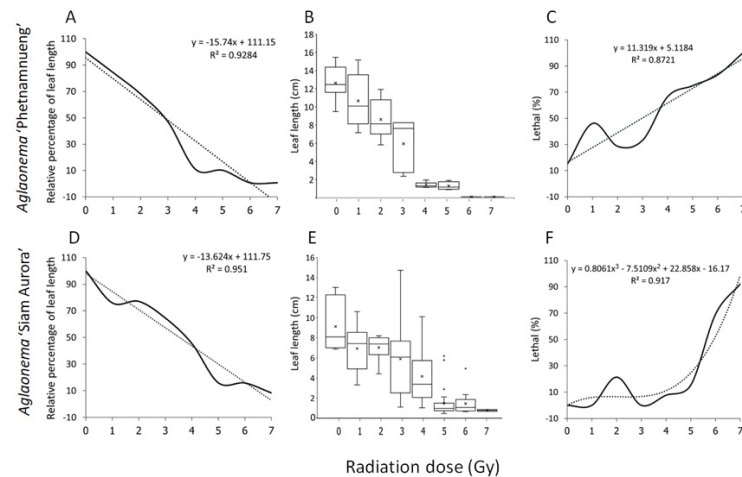 A
B
C
Aglaonema ‘Phetnamnueng’
Relative percentage of leaf length
110
90
70
50
30
10
-10
y = -15.74x + 111.15
R² = 0.9284
0 1 2 3 4 5 6 7
Leaf length (cm)
18
16
14
12
10
8
6
4
2
0 1 2 3 4 5 6 7
Lethal (%)
110
90
70
50
30
10
-10
y = 11.319x + 5.1184
R² = 0.8721
0 1 2 3 4 5 6 7
D
E
F
Aglaonema ‘Siam Aurora’
Relative percentage of leaf length
110
90
70
50
30
10
-10
y = -13.624x + 111.75
R² = 0.951
0 1 2 3 4 5 6 7
Leaf length (cm)
16
14
12
10
8
6
4
2
0
0 1 2 3 4 5 6 7
Lethal (%)
110
90
70
50
30
10
-10
y = 0.8061x³ - 7.5109x² + 22.858x - 16.17
R² = 0.917
0 1 2 3 4 5 6 7
Radiation dose (Gy)